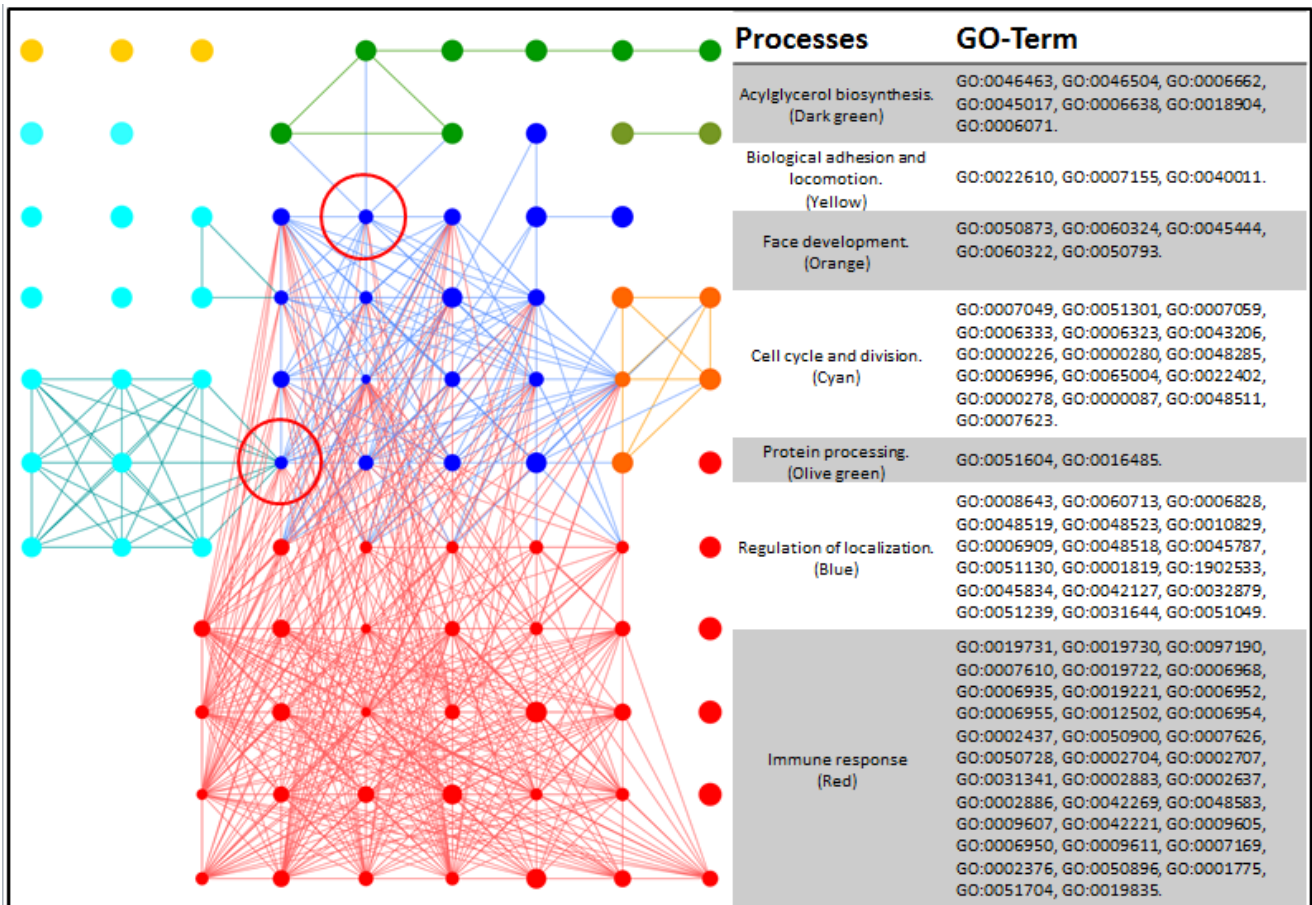 Processes GO-Term
Acylglycerol biosynthesis.
(Dark green)
GO:0046463, GO:0046504, GO:0006662,
GO:0045017, GO:0006638, GO:0018904,
GO:0006071.
Biological adhesion and
locomotion.
(Yellow)
GO:0022610, GO:0007155, GO:0040011.
Face development.
(Orange)
GO:0050873, GO:0060324, GO:0045444,
GO:0060322, GO:0050793.
Cell cycle and division.
(Cyan)
GO:0007049, GO:0051301, GO:0007059,
GO:0006333, GO:0006323, GO:0043206,
GO:0000226, GO:0000280, GO:0048285,
GO:0006996, GO:0065004, GO:0022402,
GO:0000278, GO:0000087, GO:0048511,
GO:0007623.
Protein processing.
(Olive green)
GO:0051604, GO:0016485.
Regulation of localization.
(Blue)
GO:0008643, GO:0060713, GO:0006828,
GO:0048519, GO:0048523, GO:0010829,
GO:0006909, GO:0048518, GO:0045787,
GO:0051130, GO:0001819, GO:1902533,
GO:0045834, GO:0042127, GO:0032879,
GO:0051239, GO:0031644, GO:0051049.
Immune response
(Red)
GO:0019731, GO:0019730, GO:0097190,
GO:0007610, GO:0019722, GO:0006968,
GO:0006935, GO:0019221, GO:0006952,
GO:0006955, GO:0012502, GO:0006954,
GO:0002437, GO:0050900, GO:0007626,
GO:0050728, GO:0002704, GO:0002707,
GO:0031341, GO:0002883, GO:0002637,
GO:0002886, GO:0042269, GO:0048583,
GO:0009607, GO:0042221, GO:0009605,
GO:0006950, GO:0009611, GO:0007169,
GO:0002376, GO:0050896, GO:0001775,
GO:0051704, GO:0019835.